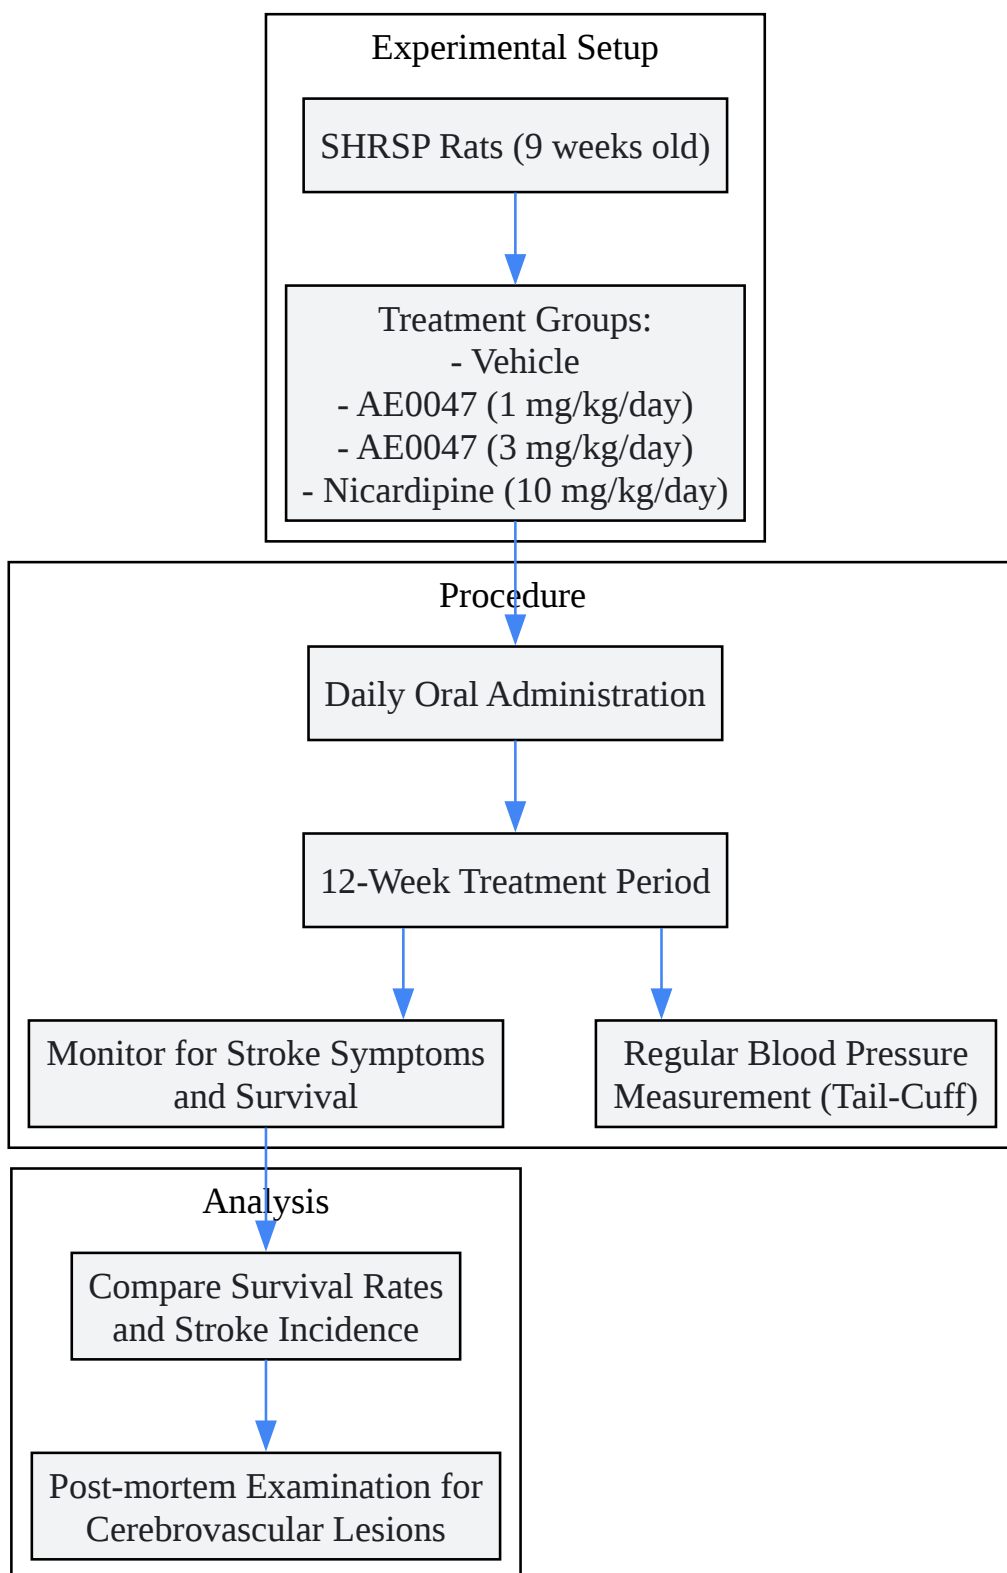 Experimental Setup
SHRSP Rats (9 weeks old)
Treatment Groups:
- Vehicle
- AE0047 (1 mg/kg/day)
- AE0047 (3 mg/kg/day)
- Nicardipine (10 mg/kg/day)
Procedure
Daily Oral Administration
12-Week Treatment Period
Monitor for Stroke Symptoms
and Survival
Regular Blood Pressure
Measurement (Tail-Cuff)
Analysis
Compare Survival Rates
and Stroke Incidence
Post-mortem Examination for
Cerebrovascular Lesions